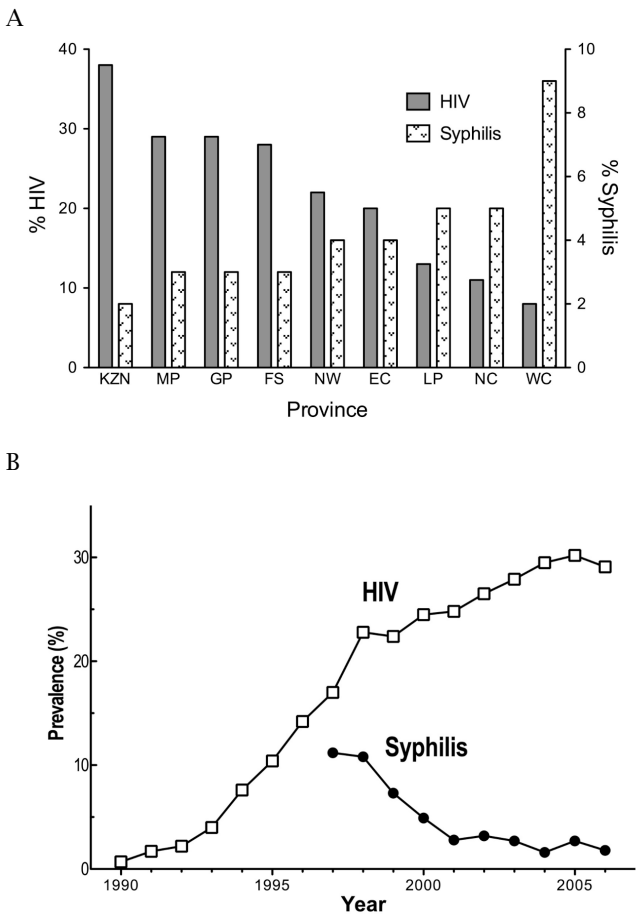 A
40
30
20
10
0
% HIV
10
8
6
4
2
0
% Syphilis
HIV
Syphilis
KZN MP GP FS NW EC LP NC WC
Province
B
30
20
10
0
Prevalence (%)
HIV
Syphilis
1990 1995 2000 2005
Year